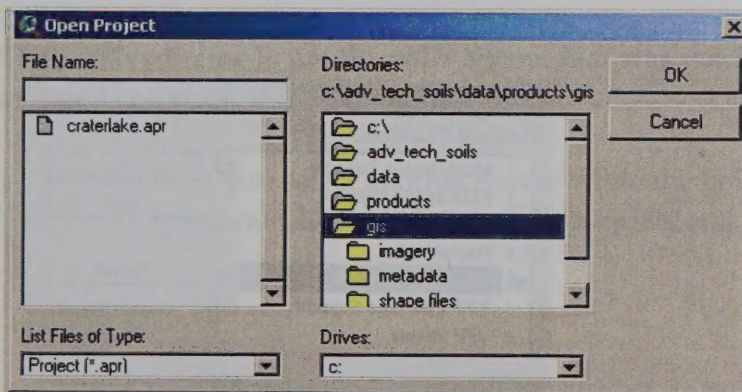 Open Project
File Name:
craterlake.apr
List Files of Type:
Project (*.apr)
Directories:
c:\adv_tech_soils\data\products\gis
c:\
adv_tech_soils
data
products
gis
imagery
metadata
shape files
Drives:
c:
OK
Cancel